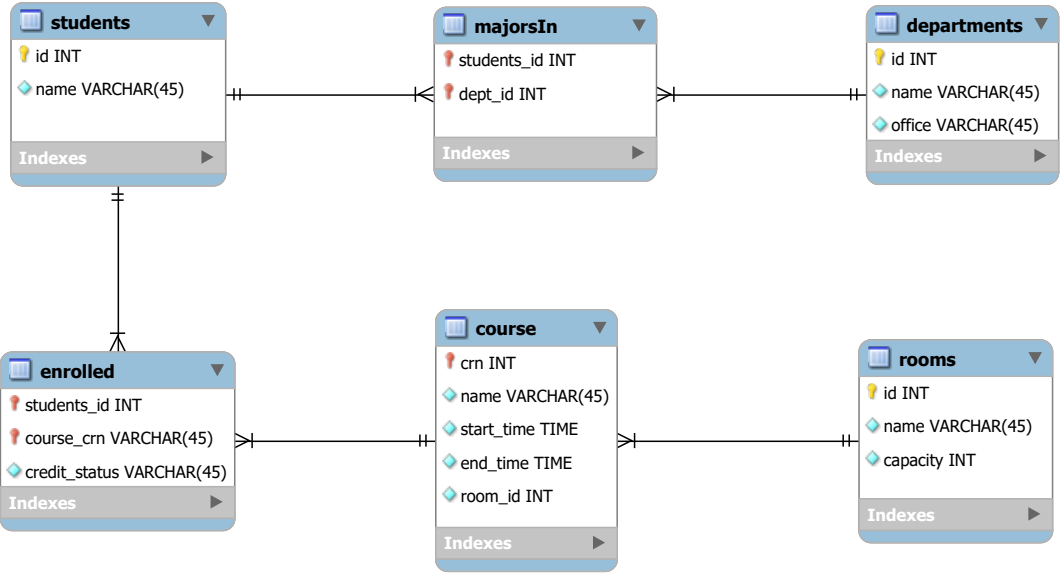 students
id INT
name VARCHAR(45)
Indexes
majorsIn
students_id INT
dept_id INT
Indexes
departments
id INT
name VARCHAR(45)
office VARCHAR(45)
Indexes
enrolled
students_id INT
course_crn VARCHAR(45)
credit_status VARCHAR(45)
Indexes
course
crn INT
name VARCHAR(45)
start_time TIME
end_time TIME
room_id INT
Indexes
rooms
id INT
name VARCHAR(45)
capacity INT
Indexes